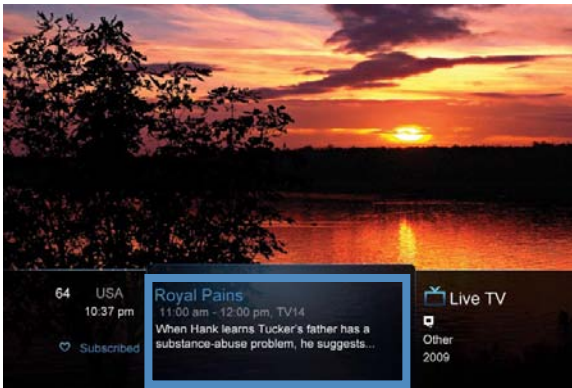 64 USA
10:37 pm
Subscribed
Royal Pains
11:00 am - 12:00 pm, TV14
When Hank learns Tucker's father has a
substance-abuse problem, he suggests...
Live TV
Other
2009